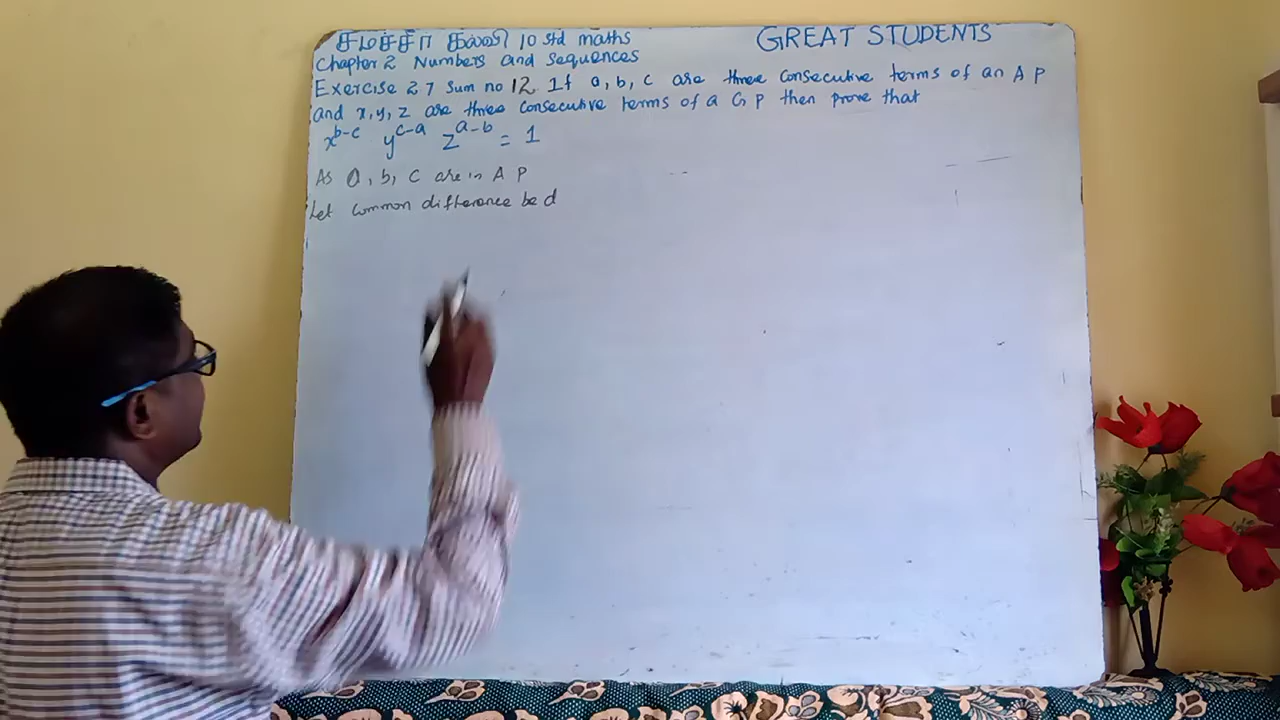 சமச்சீர் கல்வி 10 std maths
GREAT STUDENTS
Chapter 2 Numbers and Sequences
Exercise 2.7 Sum no 12. If a, b, c are three consecutive terms of an A P
and x, y, z are three consecutive terms of a G P then prove that
x^{b-c} y^{c-a} z^{a-b} = 1
As a, b, c are in A P
Let common difference be d